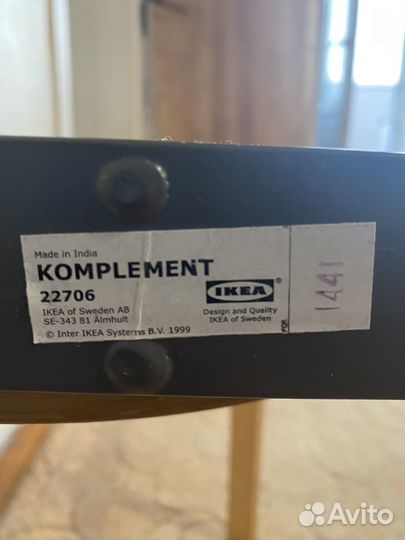 Made in India
KOMPLEMENT
22706
IKEA of Sweden AB
SE-343 81 Älmhult
© Inter IKEA Systems B.V. 1999
IKEA
Design and Quality
IKEA of Sweden
1441
Avito